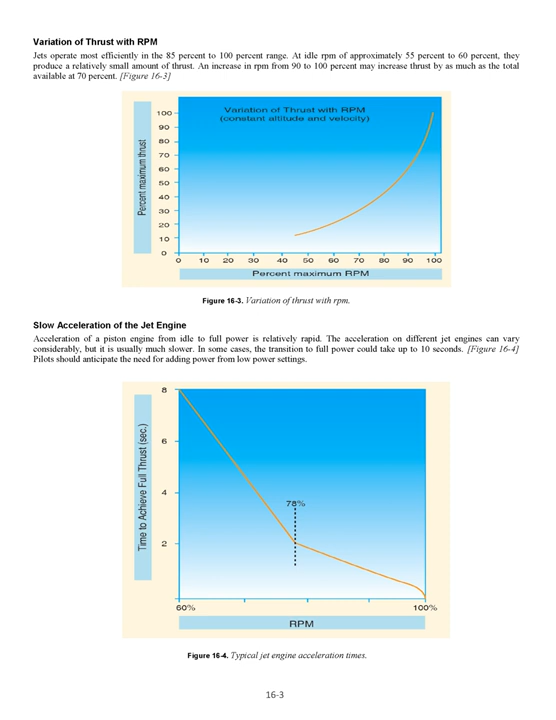 Variation of Thrust with RPM
Jets operate most efficiently in the 85 percent to 100 percent range. At idle rpm of approximately 55 percent to 60 percent, they
produce a relatively small amount of thrust. An increase in rpm from 90 to 100 percent may increase thrust by as much as the total
available at 70 percent. [Figure 16-3]
Variation of Thrust with RPM
(constant altitude and velocity)
Percent maximum thrust
100
90
80
70
60
50
40
30
20
10
0
0 10 20 30 40 50 60 70 80 90 100
Percent maximum RPM
Figure 16-3. Variation of thrust with rpm.
Slow Acceleration of the Jet Engine
Acceleration of a piston engine from idle to full power is relatively rapid. The acceleration on different jet engines can vary
considerably, but it is usually much slower. In some cases, the transition to full power could take up to 10 seconds. [Figure 16-4]
Pilots should anticipate the need for adding power from low power settings.
Time to Achieve Full Thrust (sec.)
8
6
4
2
78%
60% 100%
RPM
Figure 16-4. Typical jet engine acceleration times.
16-3